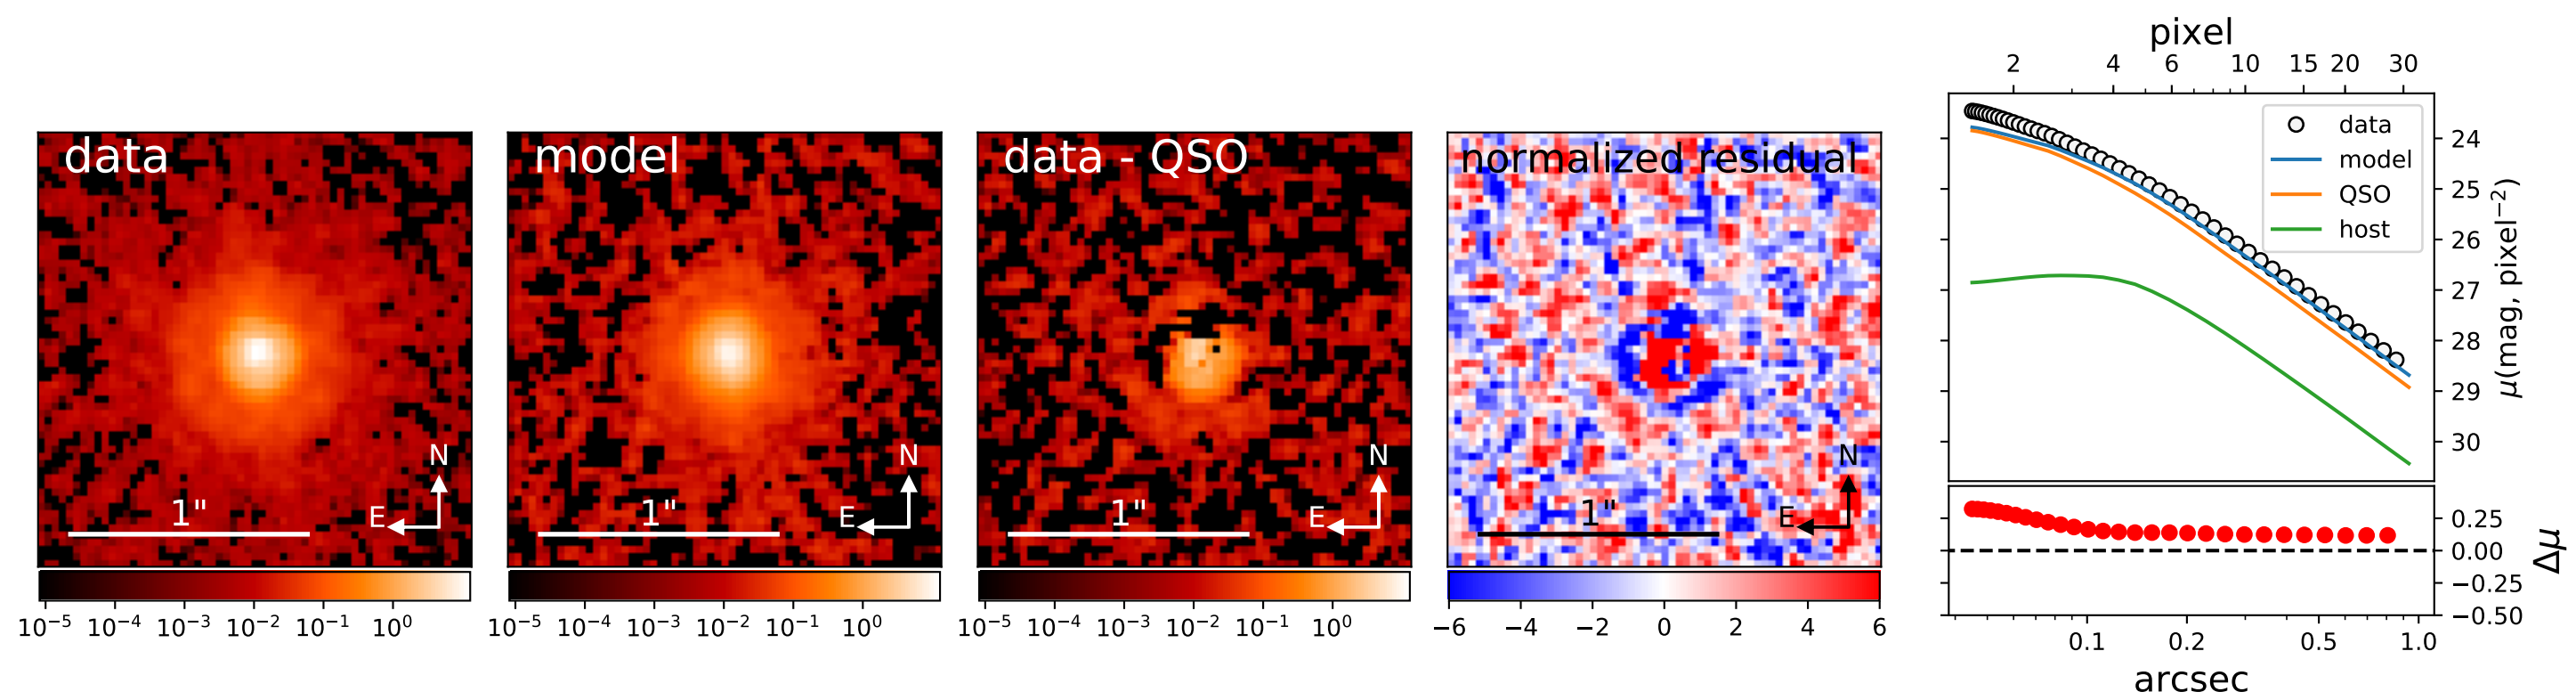 data
N
E
1"
10⁻⁵ 10⁻⁴ 10⁻³ 10⁻² 10⁻¹ 10⁰
model
N
E
1"
10⁻⁵ 10⁻⁴ 10⁻³ 10⁻² 10⁻¹ 10⁰
data - QSO
N
E
1"
10⁻⁵ 10⁻⁴ 10⁻³ 10⁻² 10⁻¹ 10⁰
normalized residual
N
E
1"
−6 −4 −2 0 2 4 6
pixel
2 4 6 10 15 20 30
data
model
QSO
host
24
25
26
27
28
29
30
μ(mag, pixel⁻²)
0.25
0.00
−0.25
−0.50
Δμ
0.1 0.2 0.5 1.0
arcsec